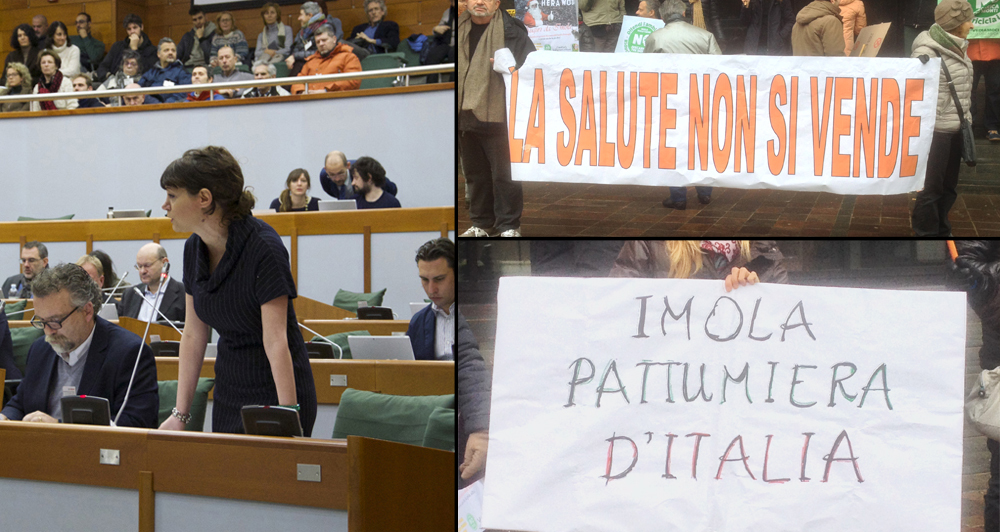 LA SALUTE NON SI VENDE
IMOLA
PATTUMIERA
D'ITALIA